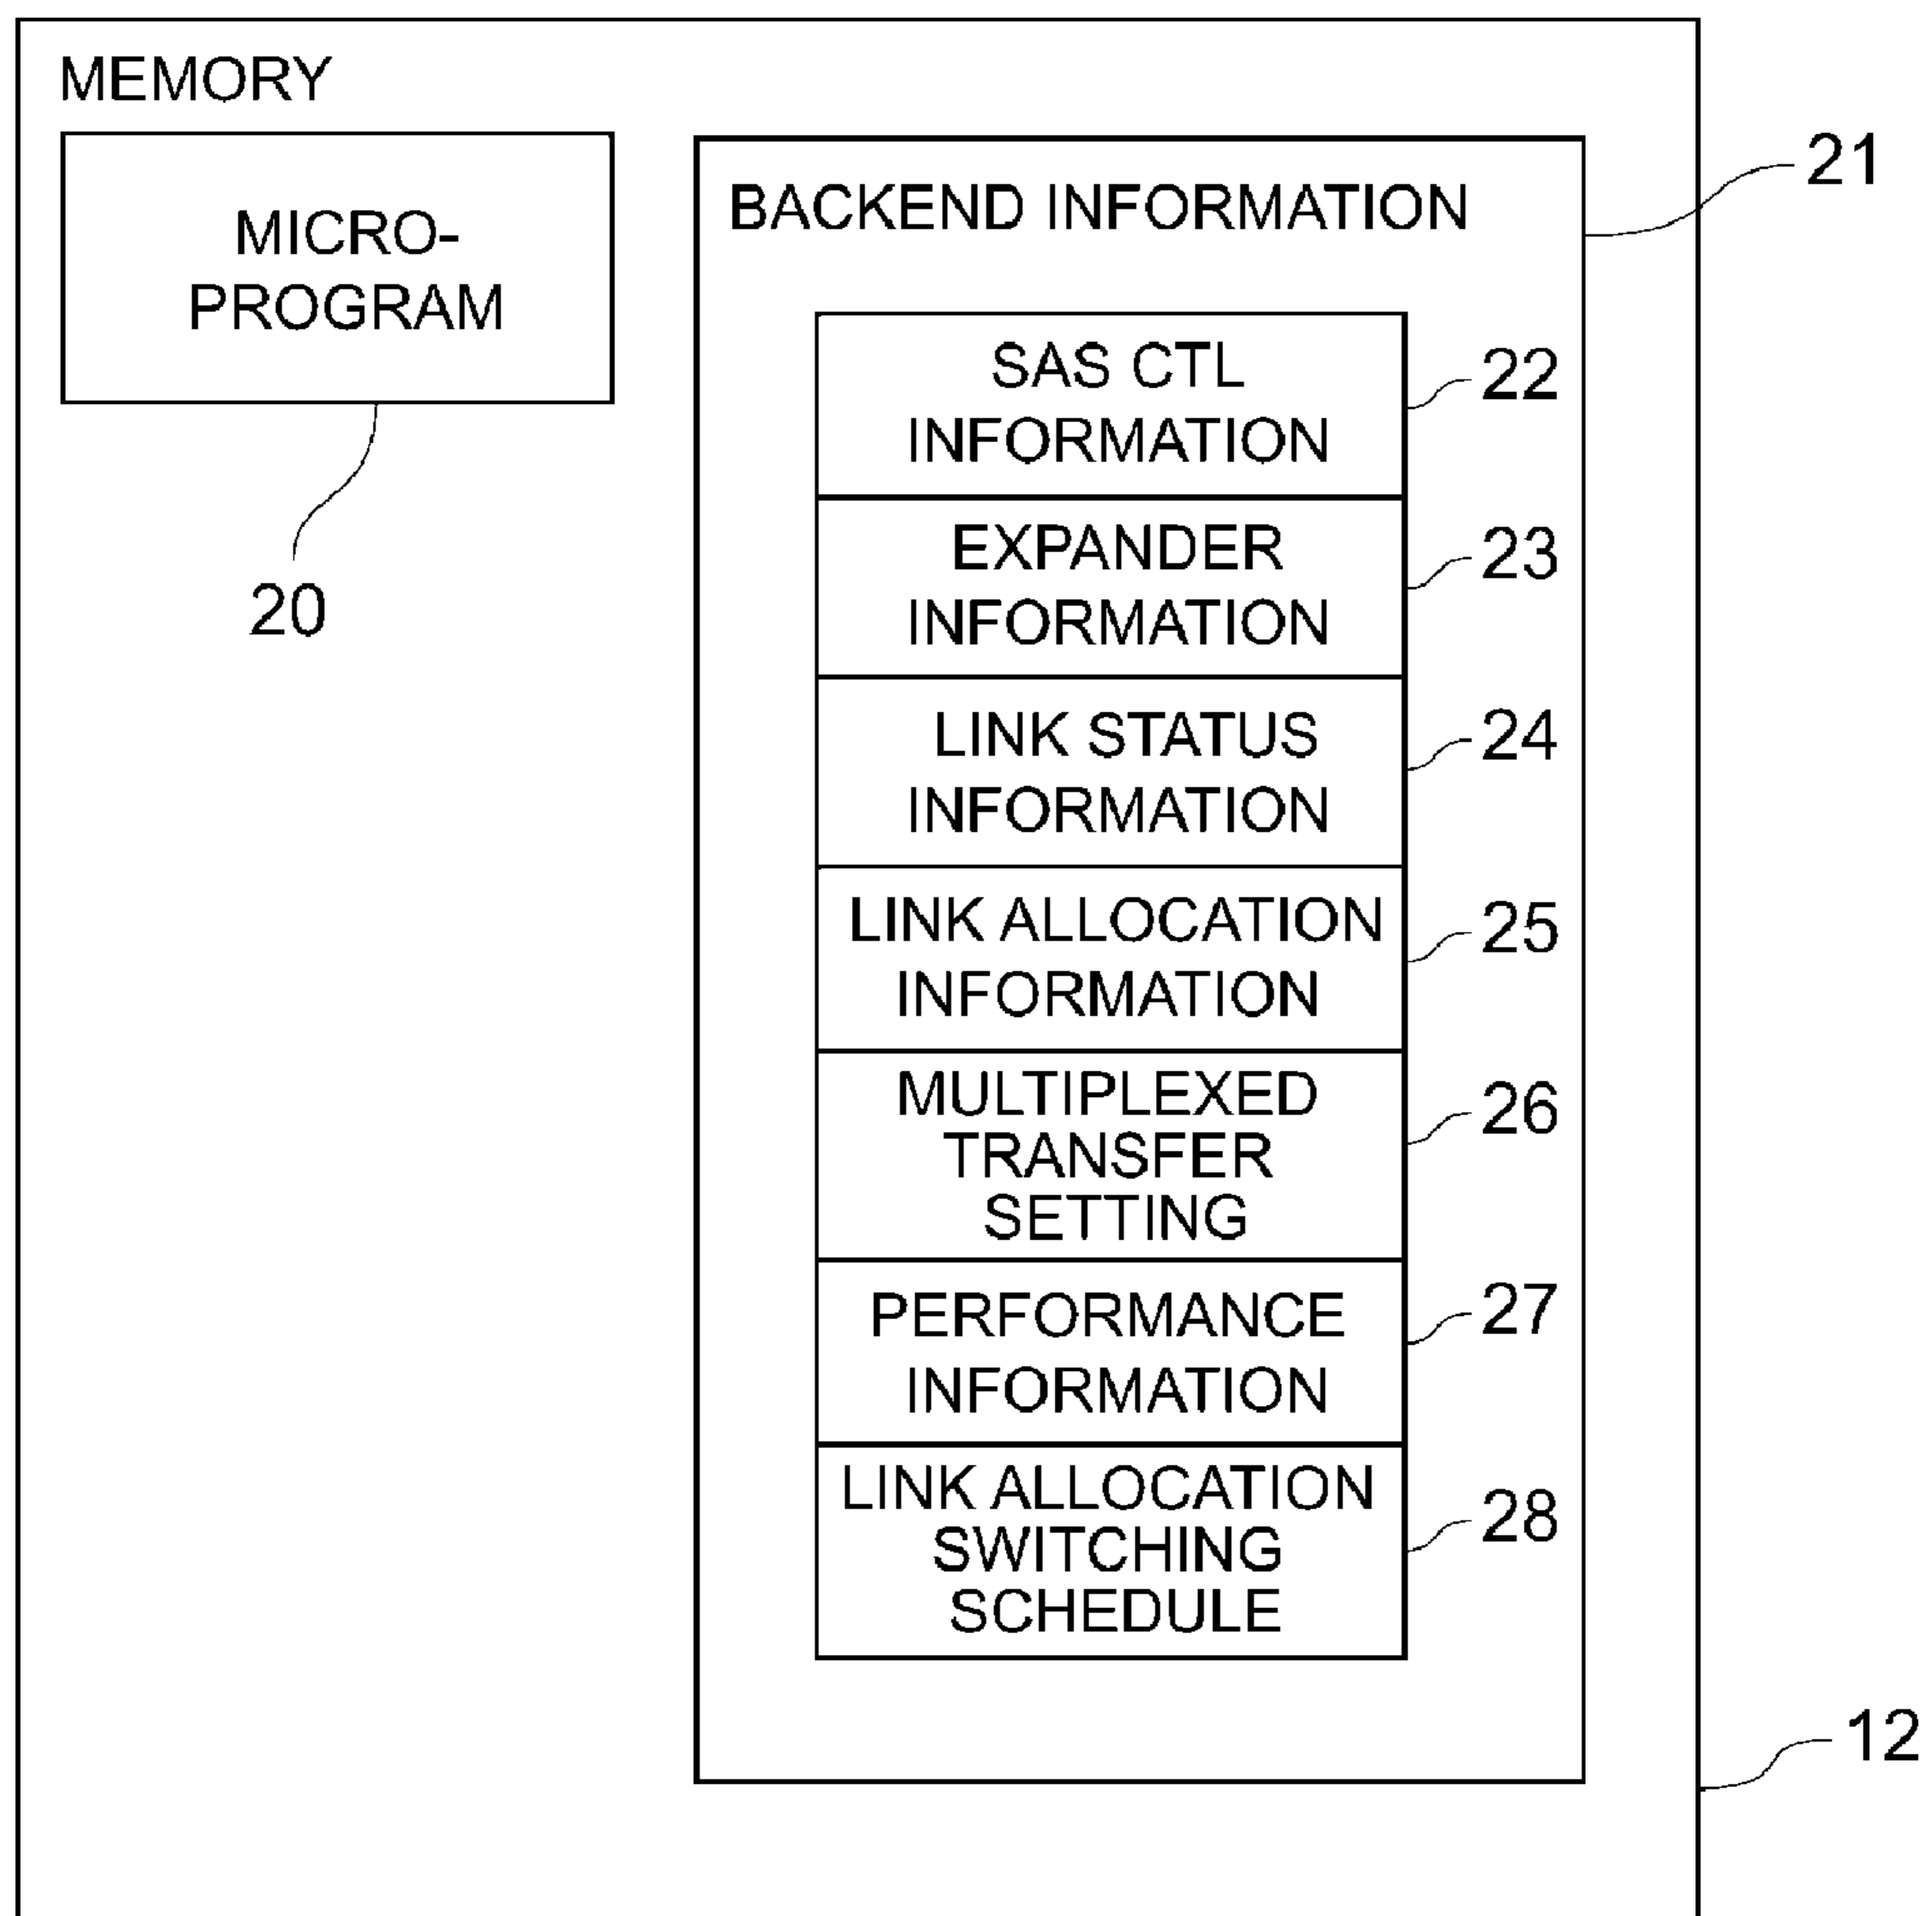 MEMORY
MICRO-
PROGRAM
20
BACKEND INFORMATION
21
SAS CTL
INFORMATION
22
EXPANDER
INFORMATION
23
LINK STATUS
INFORMATION
24
LINK ALLOCATION
INFORMATION
25
MULTIPLEXED
TRANSFER
SETTING
26
PERFORMANCE
INFORMATION
27
LINK ALLOCATION
SWITCHING
SCHEDULE
28
12